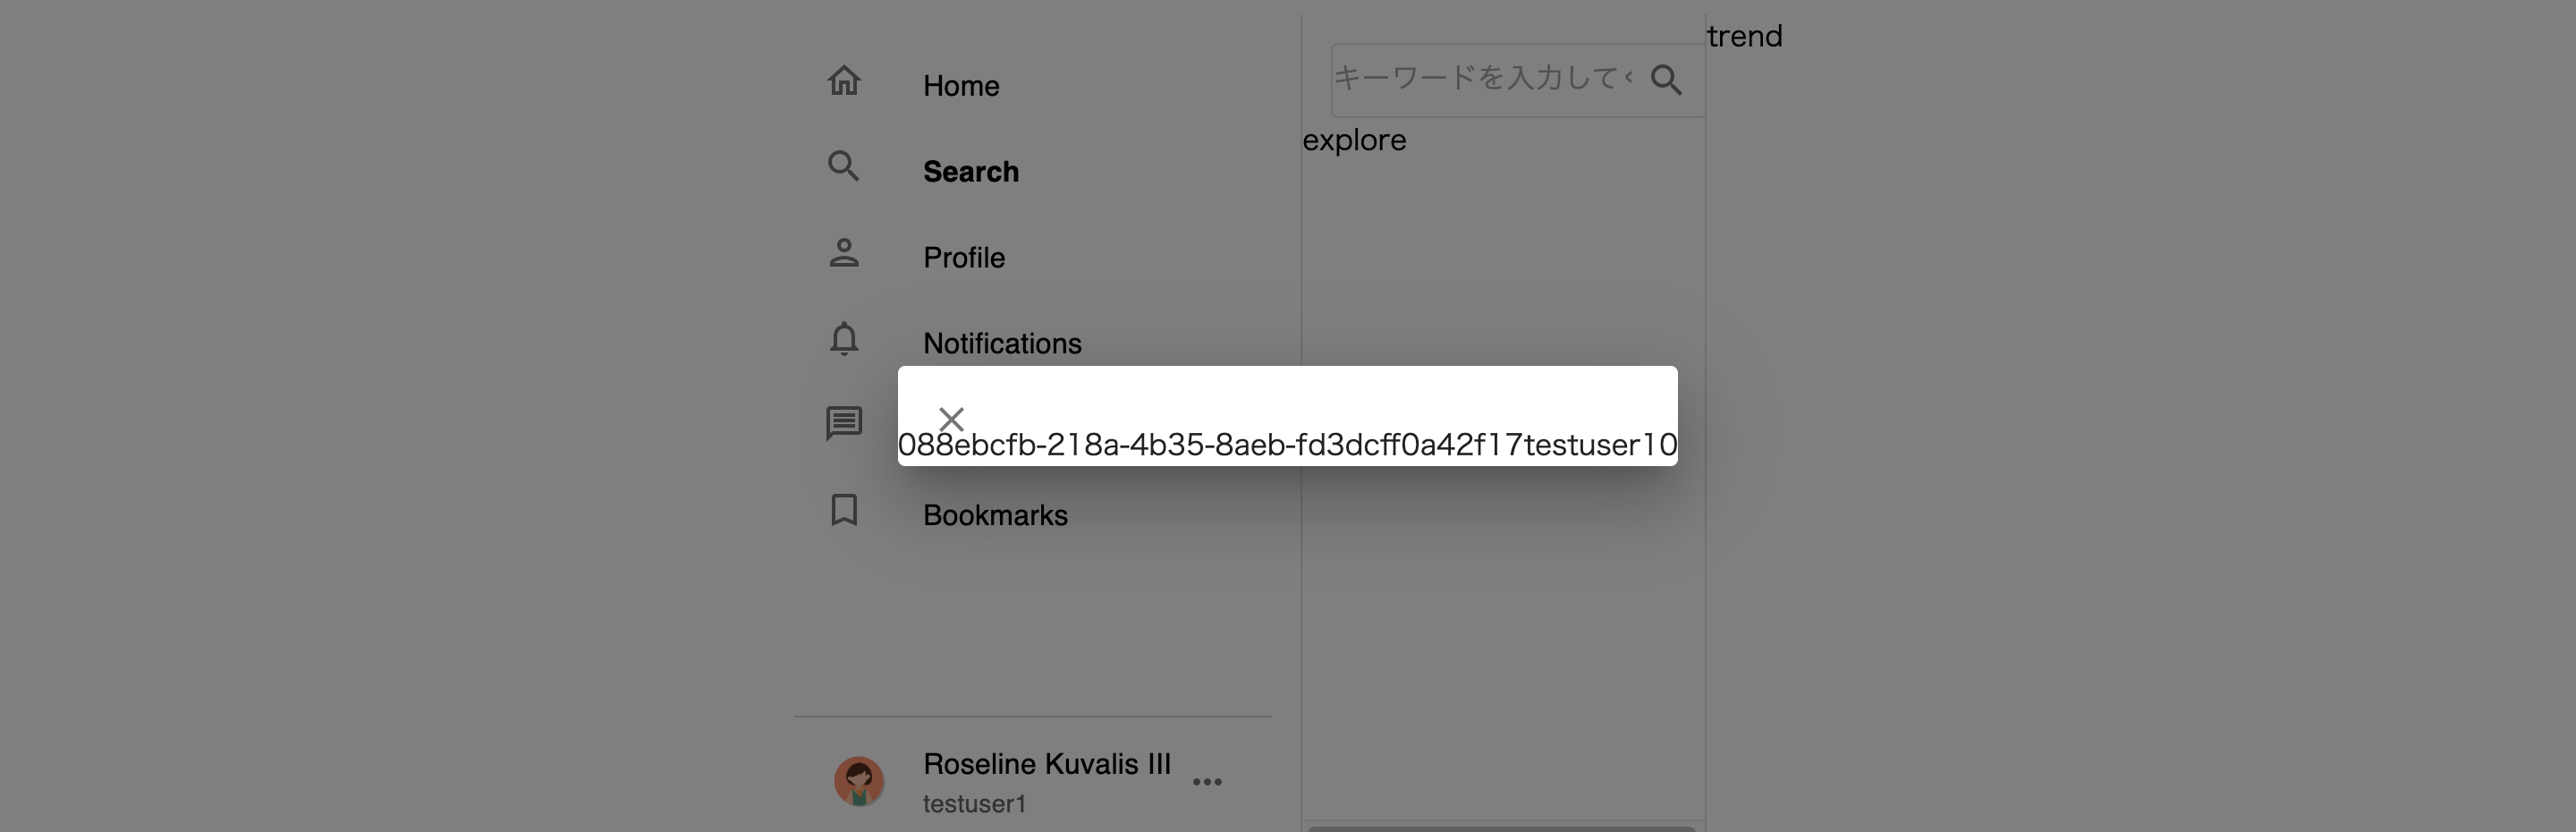 Home
Search
Profile
Notifications
Bookmarks
Roseline Kuvalis III
testuser1
キーワードを入力して
explore
trend
088ebcfb-218a-4b35-8aeb-fd3dcff0a42f17testuser10